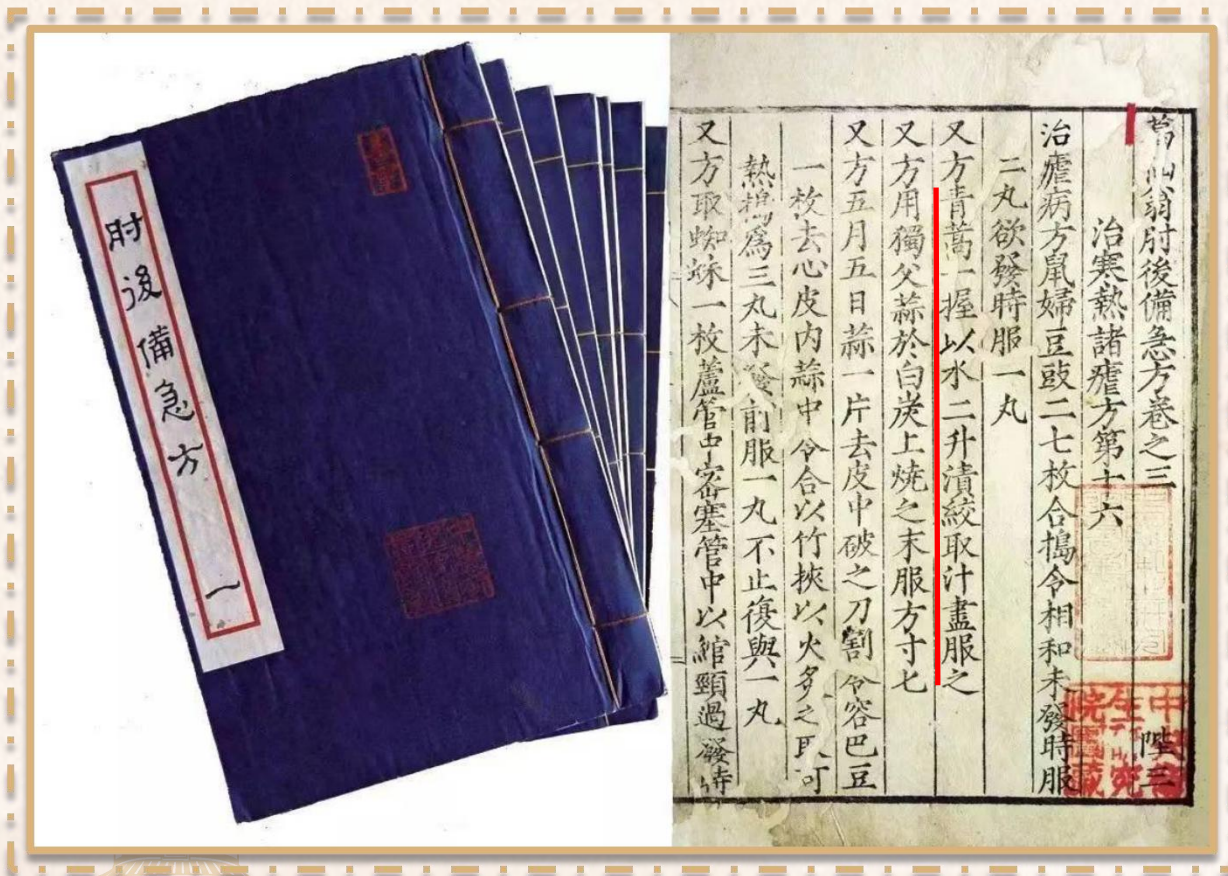 肘後備急方 一
葛仙翁肘後備急方卷之三
治寒熱諸瘧方第十六
治瘧病方鼠婦豆豉二七枚合搗令相和未發時服
二丸欲發時服一丸
又方青蒿一握以水二升漬絞取汁盡服之
又方用獨父蒜於白炭上燒之末服方寸匕
又方五月五日蒜一片去皮中破之刀割令容巴豆
一枚去心皮内蒜中令合以竹挾以火炙之取可
熱搗為三丸未發前服一丸不止復與一丸
又方取蜘蛛一枚蘆管中密塞管中以綰頸過發時